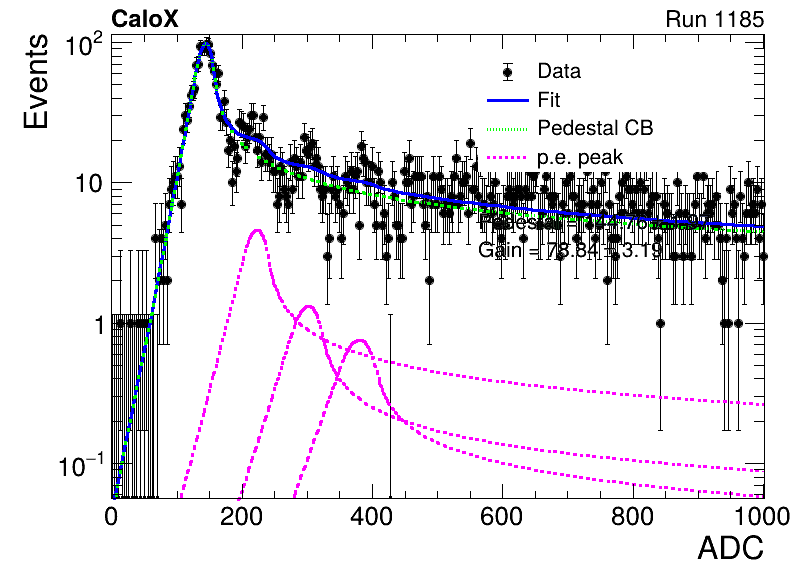 CaloX Run 1185
Events
10²
10
1
10⁻¹
Data
Fit
Pedestal CB
p.e. peak
Pedestal =
Gain = 78.84 ± 3.19
0 200 400 600 800 1000
ADC